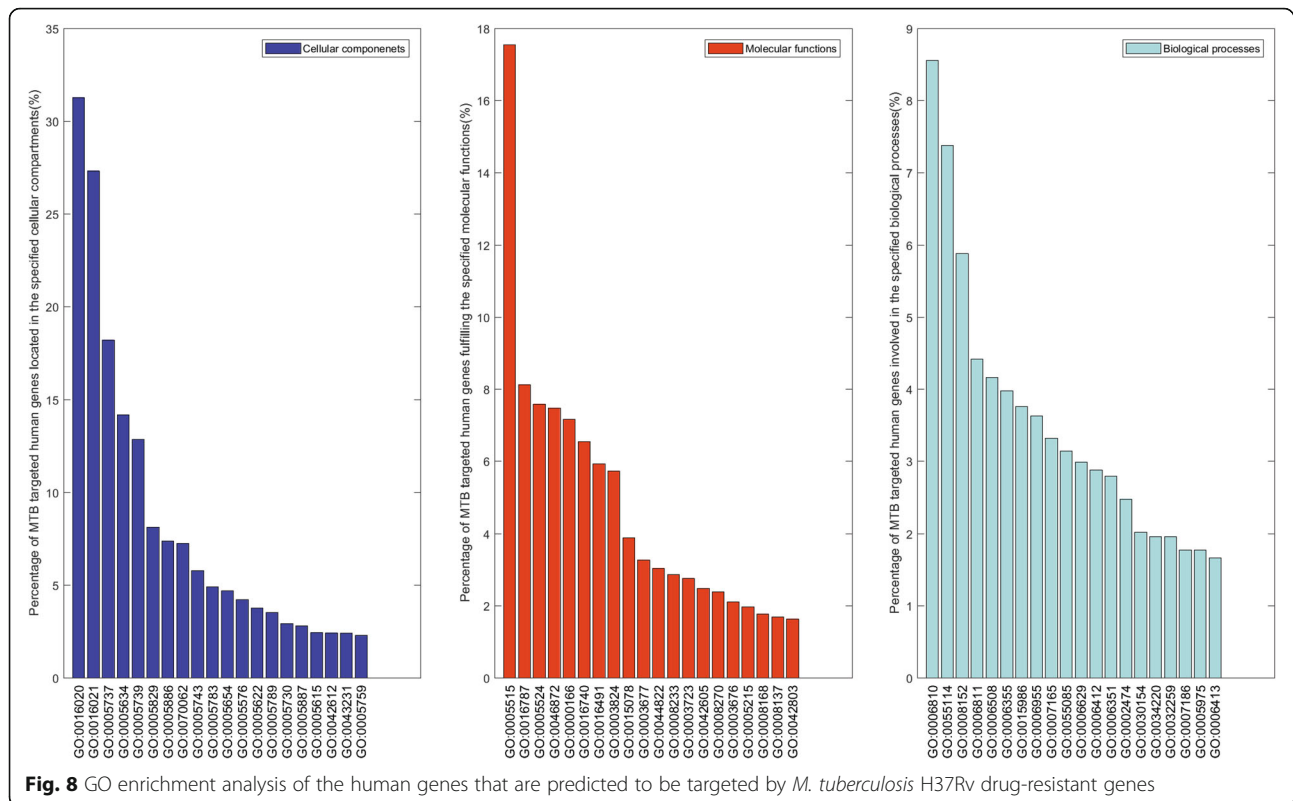 35
30
25
20
15
10
5
0
Percentage of MTB targeted human genes located in the specified cellular compartments(%)
Cellular componenets
GO:0016020
GO:0016021
GO:0005737
GO:0005634
GO:0005739
GO:0005829
GO:0005886
GO:0070062
GO:0005743
GO:0005783
GO:0005654
GO:0005576
GO:0005622
GO:0005789
GO:0005730
GO:0005887
GO:0005615
GO:0042612
GO:0043231
GO:0005759
18
16
14
12
10
8
6
4
2
0
Percentage of MTB targeted human genes fulfilling the specified molecular functions(%)
Molecular functions
GO:0005515
GO:0016787
GO:0005524
GO:0046872
GO:0000166
GO:0016740
GO:0016491
GO:0003824
GO:0015078
GO:0003677
GO:0044822
GO:0008233
GO:0003723
GO:0042605
GO:0008270
GO:0003676
GO:0005215
GO:0008168
GO:0008137
GO:0042803
9
8
7
6
5
4
3
2
1
0
Percentage of MTB targeted human genes involved in the specified biological processes(%)
Biological processes
GO:0006810
GO:0055114
GO:0008152
GO:0006811
GO:0006508
GO:0006355
GO:0015986
GO:0006955
GO:0007165
GO:0055085
GO:0006629
GO:0006412
GO:0006351
GO:0002474
GO:0030154
GO:0034220
GO:0032259
GO:0007186
GO:0005975
GO:0006413
Fig. 8 GO enrichment analysis of the human genes that are predicted to be targeted by M. tuberculosis H37Rv drug-resistant genes